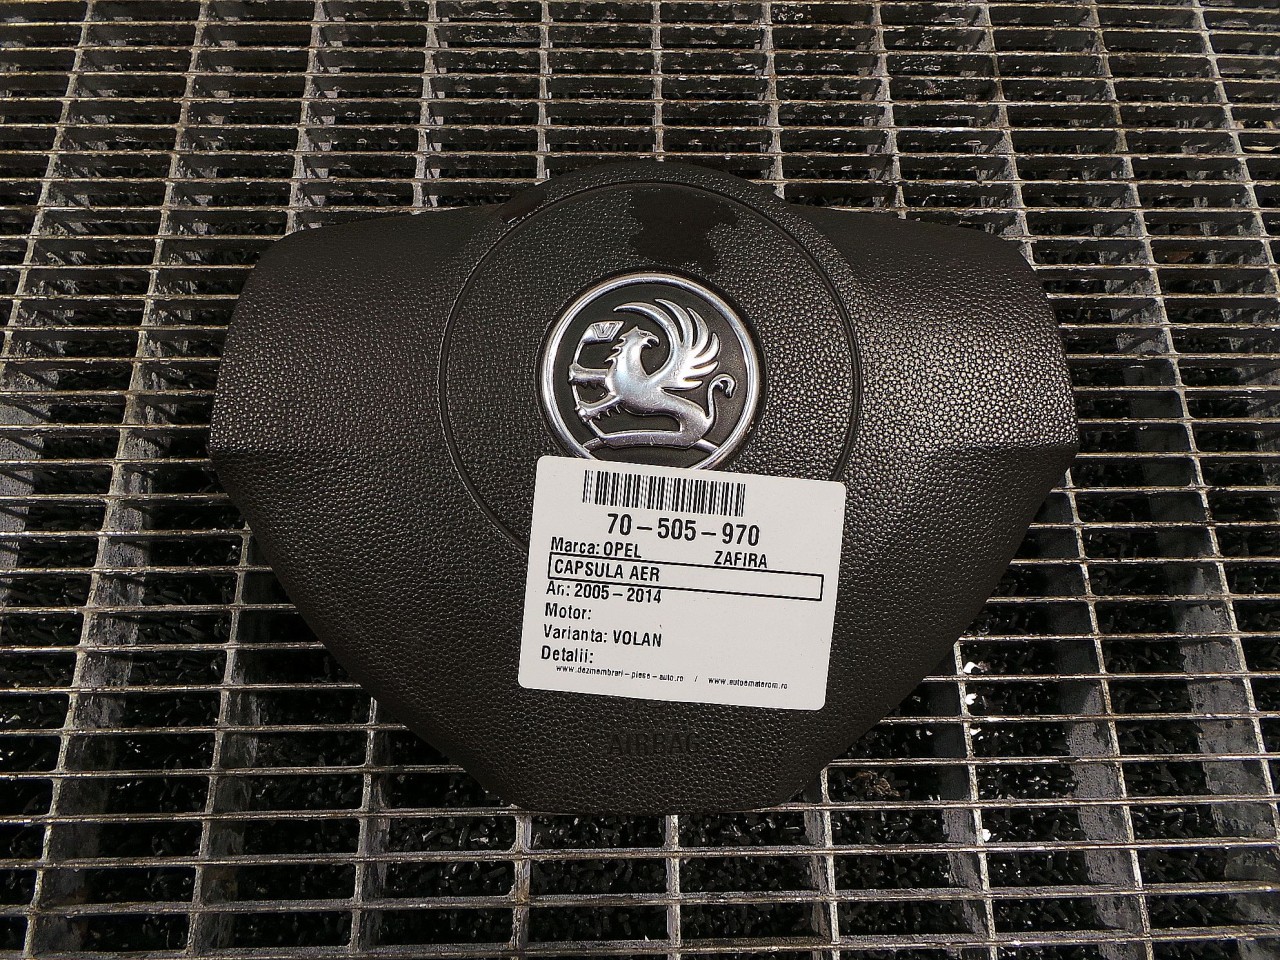 V
70-505-970
Marca: OPEL ZAFIRA
CAPSULA AER
An: 2005-2014
Motor:
Varianta: VOLAN
Detalii:
www.dezmembrari-piese-auto.ro / www.autoematerom.ro
AIRBAG